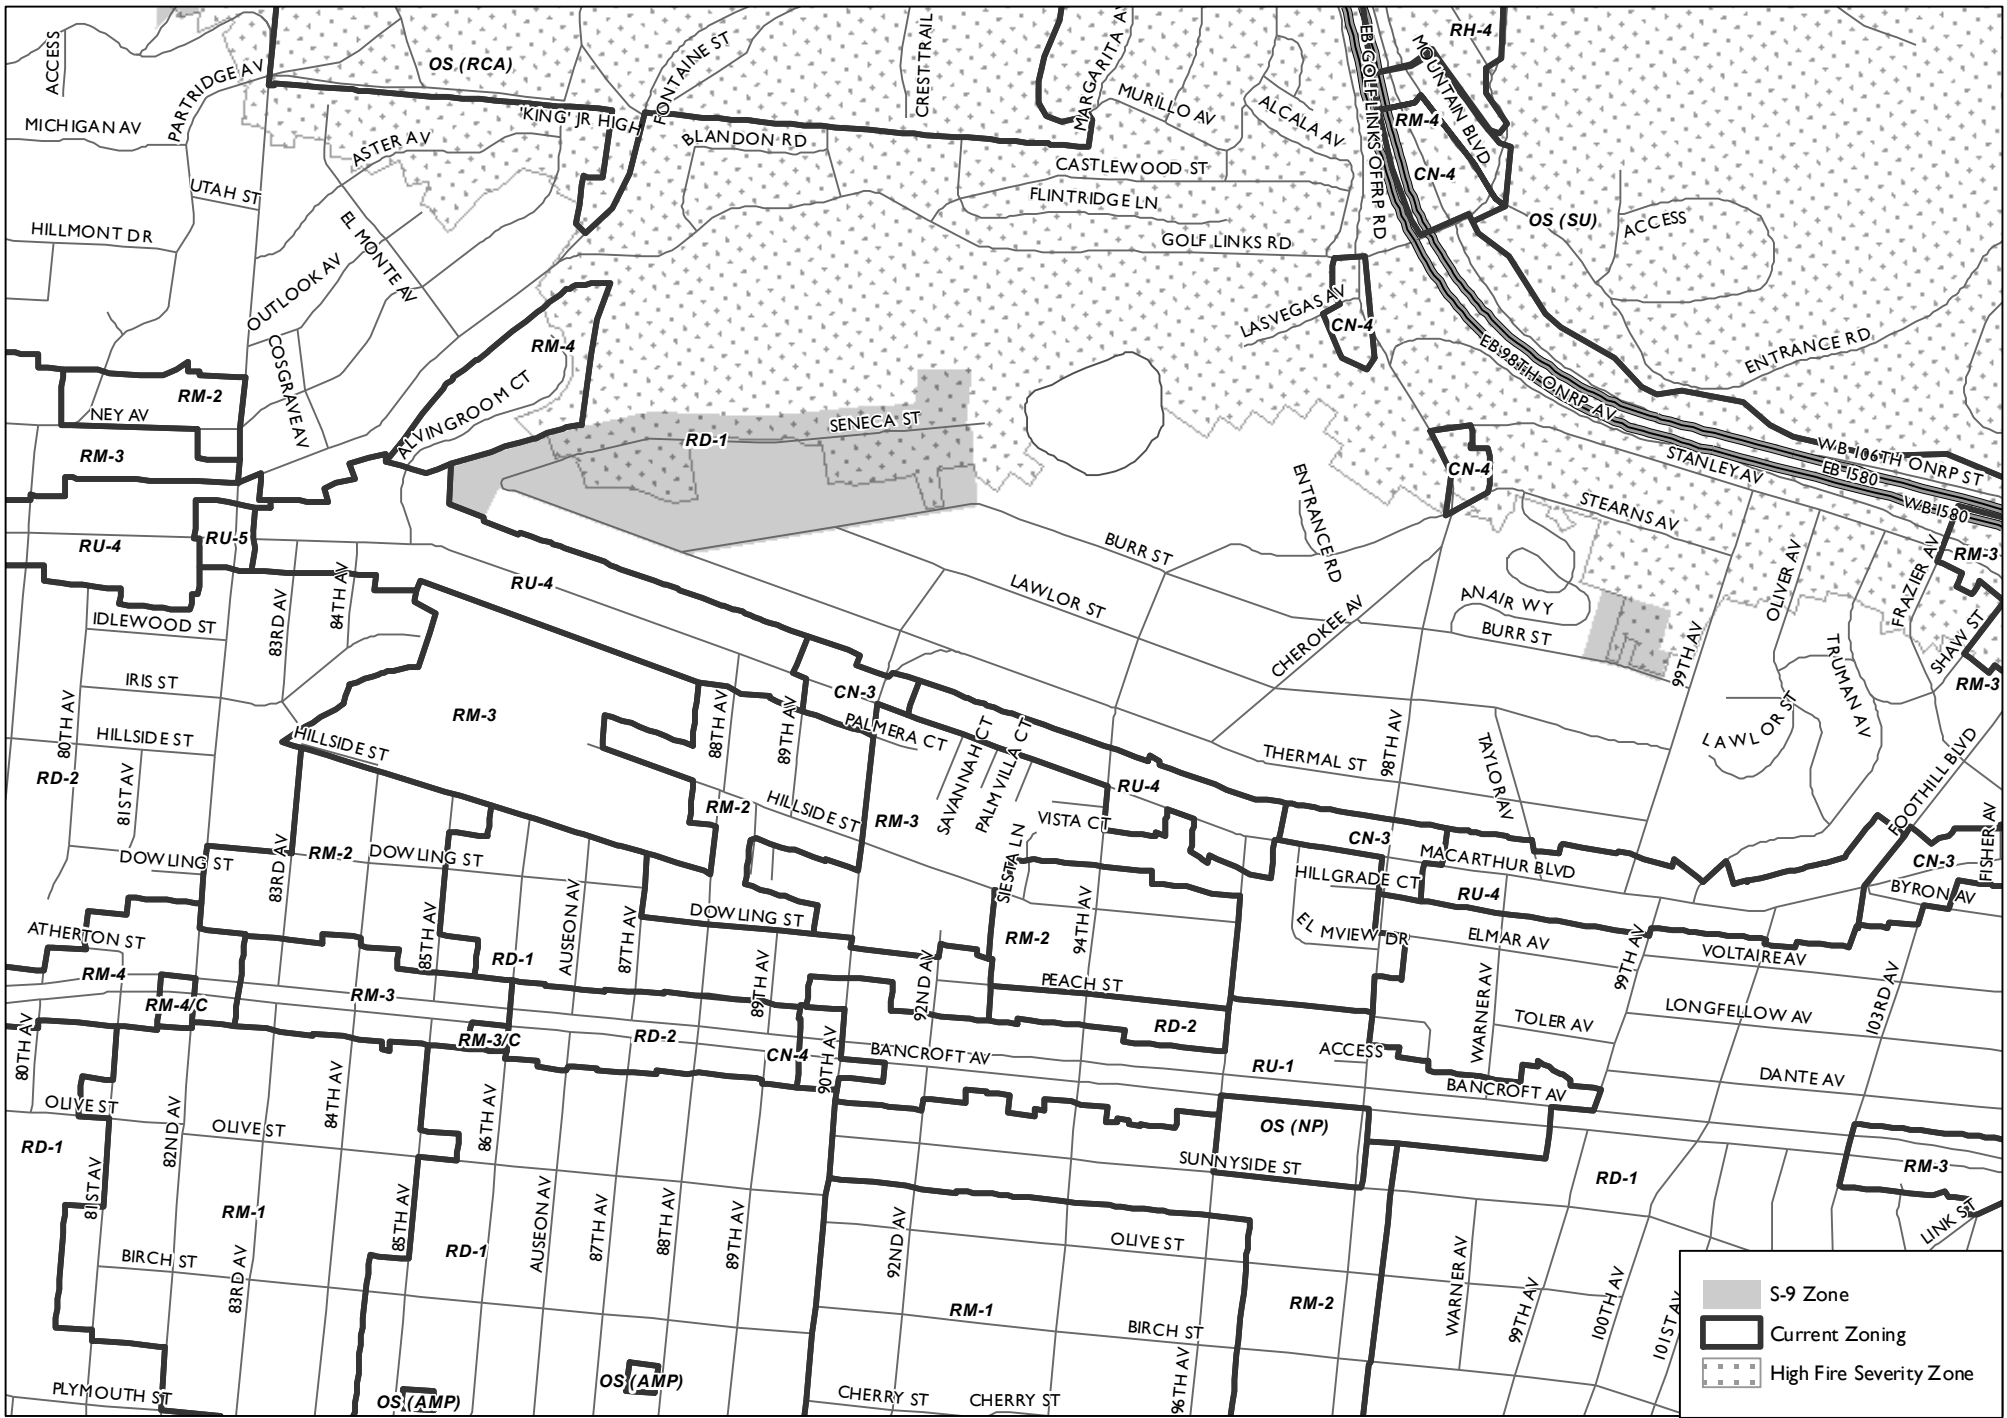 ACCESS
PARTRIDGE AV
OS (RCA)
FONTAINE ST
CREST TRAIL
MARGARITA AV
EB GOLF LINKS OFFRP RD
MOUNTAIN BLVD
RH-4
MICHIGAN AV
'KING' JR HIGH
ASTER AV
BLANDON RD
MURILLO AV
ALCALA AV
RM-4
CASTLEWOOD ST
CN-4
UTAH ST
FLINTRIDGE LN
OS (SU)
ACCESS
HILLMONT DR
EL MONTE AV
GOLF LINKS RD
OUTLOOK AV
LASVEGAS AV
CN-4
COSGRAVE AV
RM-4
EB 98TH ONRP AV
ENTRANCE RD
RM-2
NEY AV
ALVINGROOM CT
SENECA ST
RD-1
RM-3
CN-4
WB 106TH ONRP ST
EB I580
WB I580
STANLEY AV
ENTRANCE RD
STEARNS AV
RU-4
RU-5
BURR ST
RM-3
OLIVER AV
FRAZIER AV
RU-4
LAWLOR ST
ANAIR WY
BURR ST
CHEROKEE AV
IDLEWOOD ST
83RD AV
84TH AV
99TH AV
TRUMAN AV
SHAW ST
RM-3
IRIS ST
80TH AV
RM-3
CN-3
88TH AV
89TH AV
PALMERA CT
SAVANNAH CT
PALM VILLA CT
98TH AV
TAYLOR AV
LAWLOR ST
FOOTHILL BLVD
HILLSIDE ST
HILLSIDE ST
THERMAL ST
RD-2
81ST AV
RM-2
HILLSIDE ST
RM-3
RU-4
VISTA CT
SIESTA LN
CN-3
MACARTHUR BLVD
DOWLING ST
83RD AV
RM-2
DOWLING ST
HILLGRADE CT
RU-4
CN-3
FISHER AV
BYRON AV
ATHERTON ST
85TH AV
RD-1
AUSEON AV
87TH AV
DOWLING ST
RM-2
94TH AV
EL MVIEW DR
ELMAR AV
99TH AV
VOLTAIRE AV
RM-4
RM-4/C
RM-3
89TH AV
92ND AV
PEACH ST
WARNER AV
LONGFELLOW AV
103RD AV
80TH AV
RM-3/C
RD-2
CN-4
90TH AV
BANCROFT AV
RD-2
RU-1
ACCESS
TOLER AV
BANCROFT AV
DANTE AV
OLIVE ST
82ND AV
84TH AV
OLIVE ST
86TH AV
OS (NP)
RD-1
81ST AV
SUNNYSIDE ST
RD-1
RM-3
RM-1
85TH AV
RD-1
AUSEON AV
87TH AV
88TH AV
89TH AV
92ND AV
OLIVE ST
WARNER AV
LINK ST
BIRCH ST
83RD AV
RM-1
BIRCH ST
RM-2
99TH AV
100TH AV
101ST AV
PLYMOUTH ST
OS (AMP)
OS (AMP)
CHERRY ST
CHERRY ST
96TH AV
S-9 Zone
Current Zoning
High Fire Severity Zone